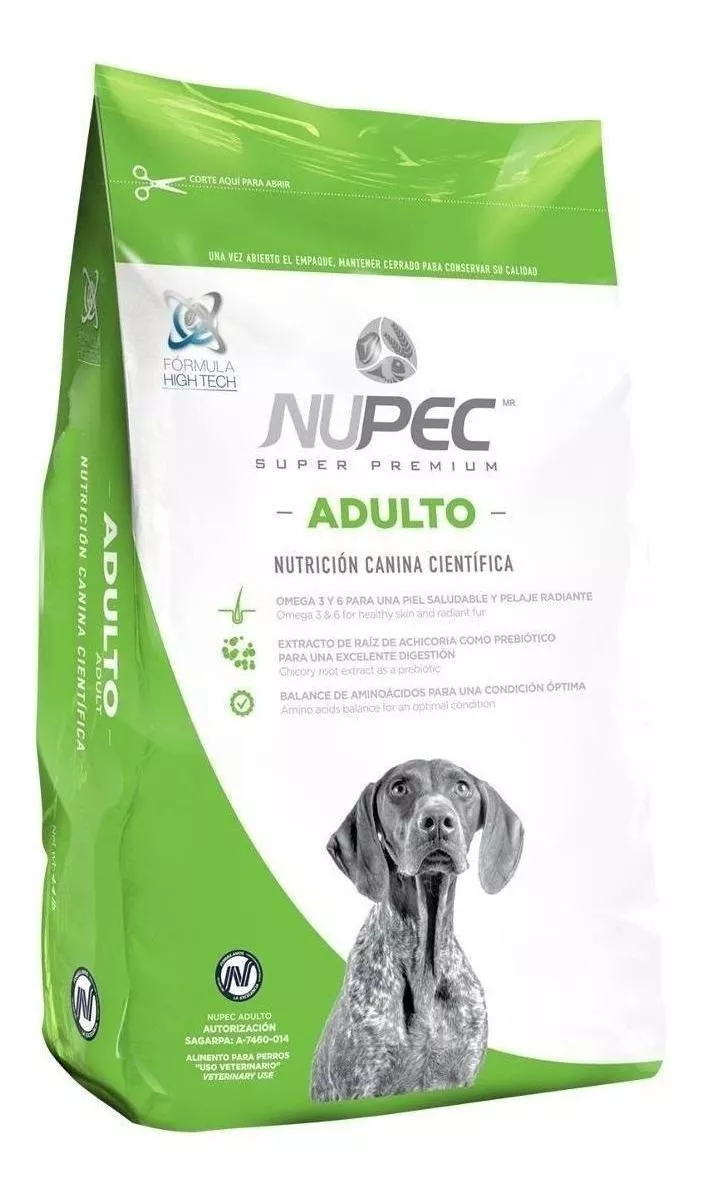 CORTE AQUÍ PARA ABRIR
UNA VEZ ABIERTO EL EMPAQUE, MANTENER CERRADO PARA CONSERVAR SU CALIDAD
FÓRMULA
HIGH TECH
NUPEC MR
SUPER PREMIUM
- ADULTO -
NUTRICIÓN CANINA CIENTÍFICA
OMEGA 3 Y 6 PARA UNA PIEL SALUDABLE Y PELAJE RADIANTE
Omega 3 & 6 for healthy skin and radiant fur
EXTRACTO DE RAÍZ DE ACHICORIA COMO PREBIÓTICO
PARA UNA EXCELENTE DIGESTIÓN
Chicory root extract as a prebiotic
BALANCE DE AMINOÁCIDOS PARA UNA CONDICIÓN ÓPTIMA
Amino acids balance for an optimal condition
ADULTO
ADULT
NUTRICIÓN CANINA CIENTÍFICA
LA EXCELENCIA
NUPEC ADULTO
AUTORIZACIÓN
SAGARPA: A-7460-014
ALIMENTO PARA PERROS
"USO VETERINARIO"
VETERINARY USE